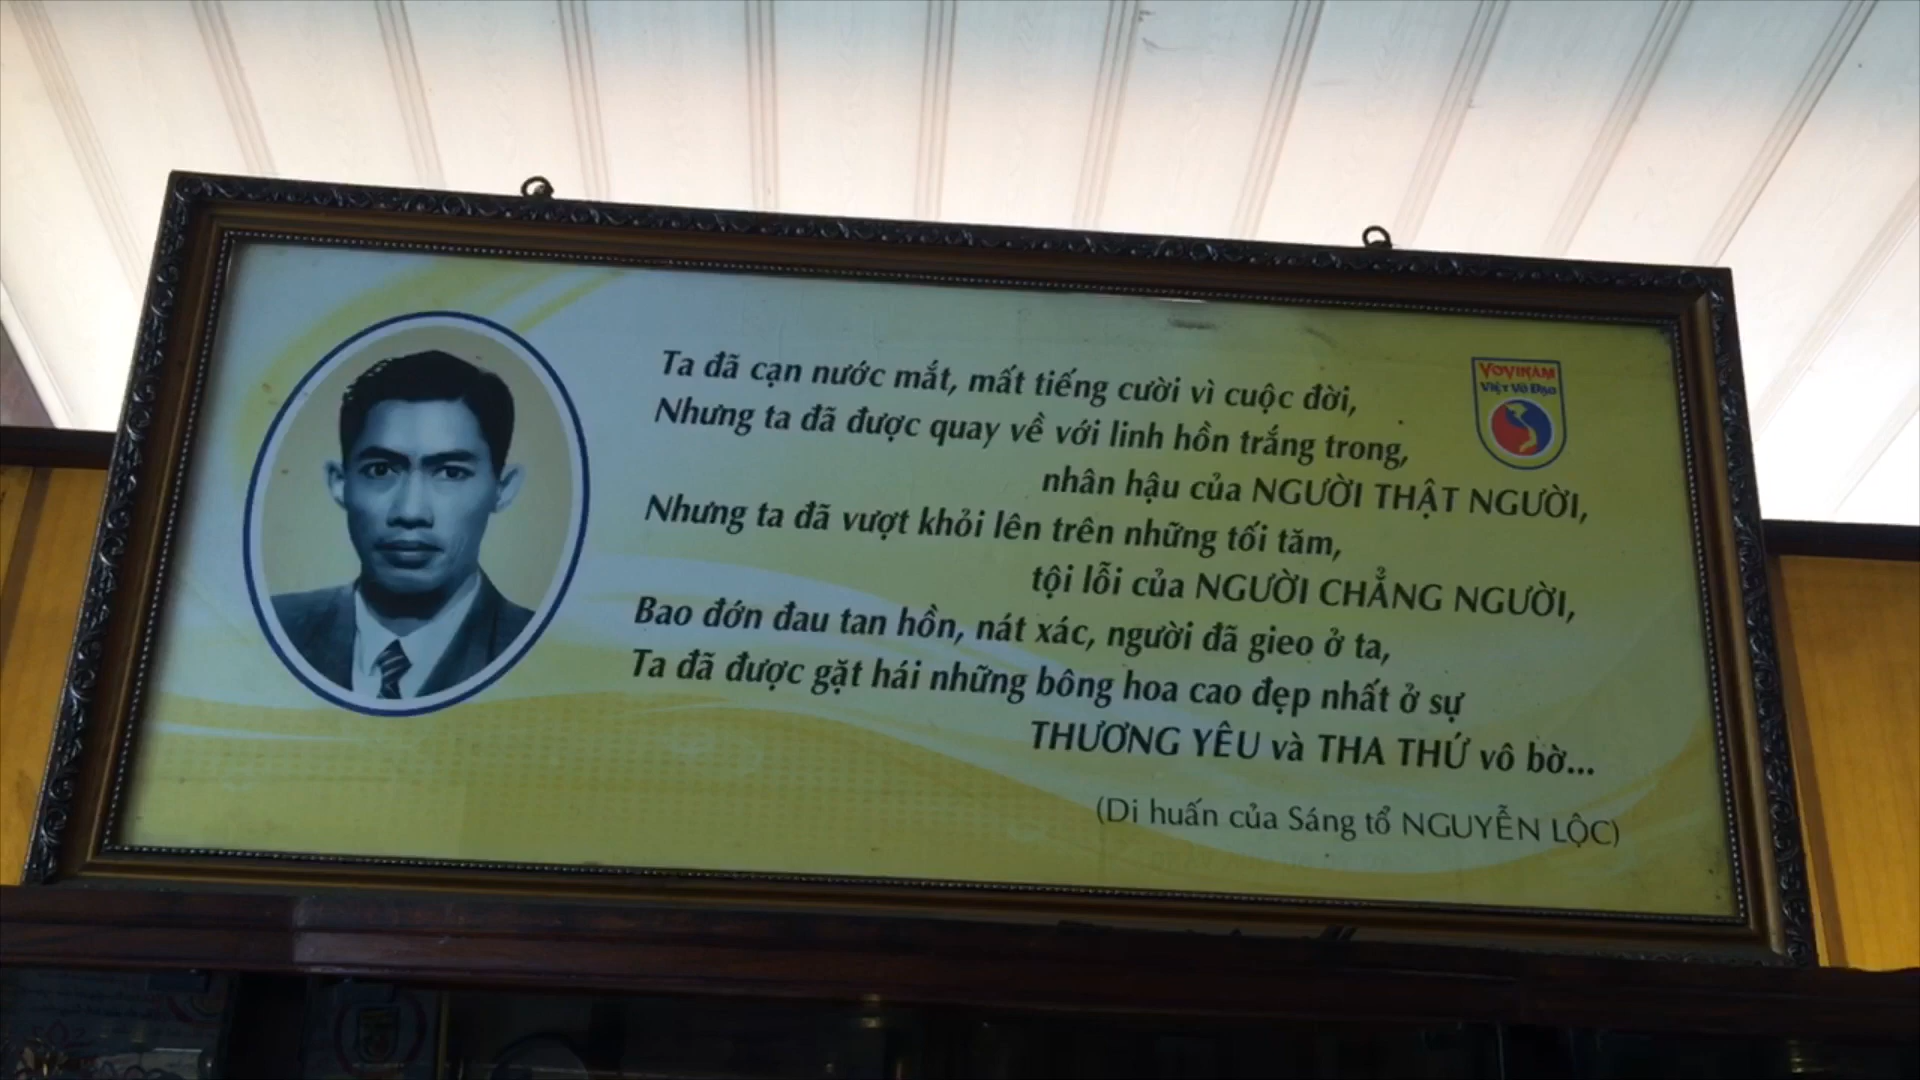 Ta đã cạn nước mắt, mất tiếng cười vì cuộc đời,
Nhưng ta đã được quay về với linh hồn trắng trong,
nhân hậu của NGƯỜI THẬT NGƯỜI,
Nhưng ta đã vượt khỏi lên trên những tối tăm,
tội lỗi của NGƯỜI CHẲNG NGƯỜI,
Bao đớn đau tan hồn, nát xác, người đã gieo ở ta,
Ta đã được gặt hái những bông hoa cao đẹp nhất ở sự
THƯƠNG YÊU và THA THỨ vô bờ...
(Di huấn của Sáng tổ NGUYỄN LỘC)
VOVINAM
VIỆT VÕ ĐẠO